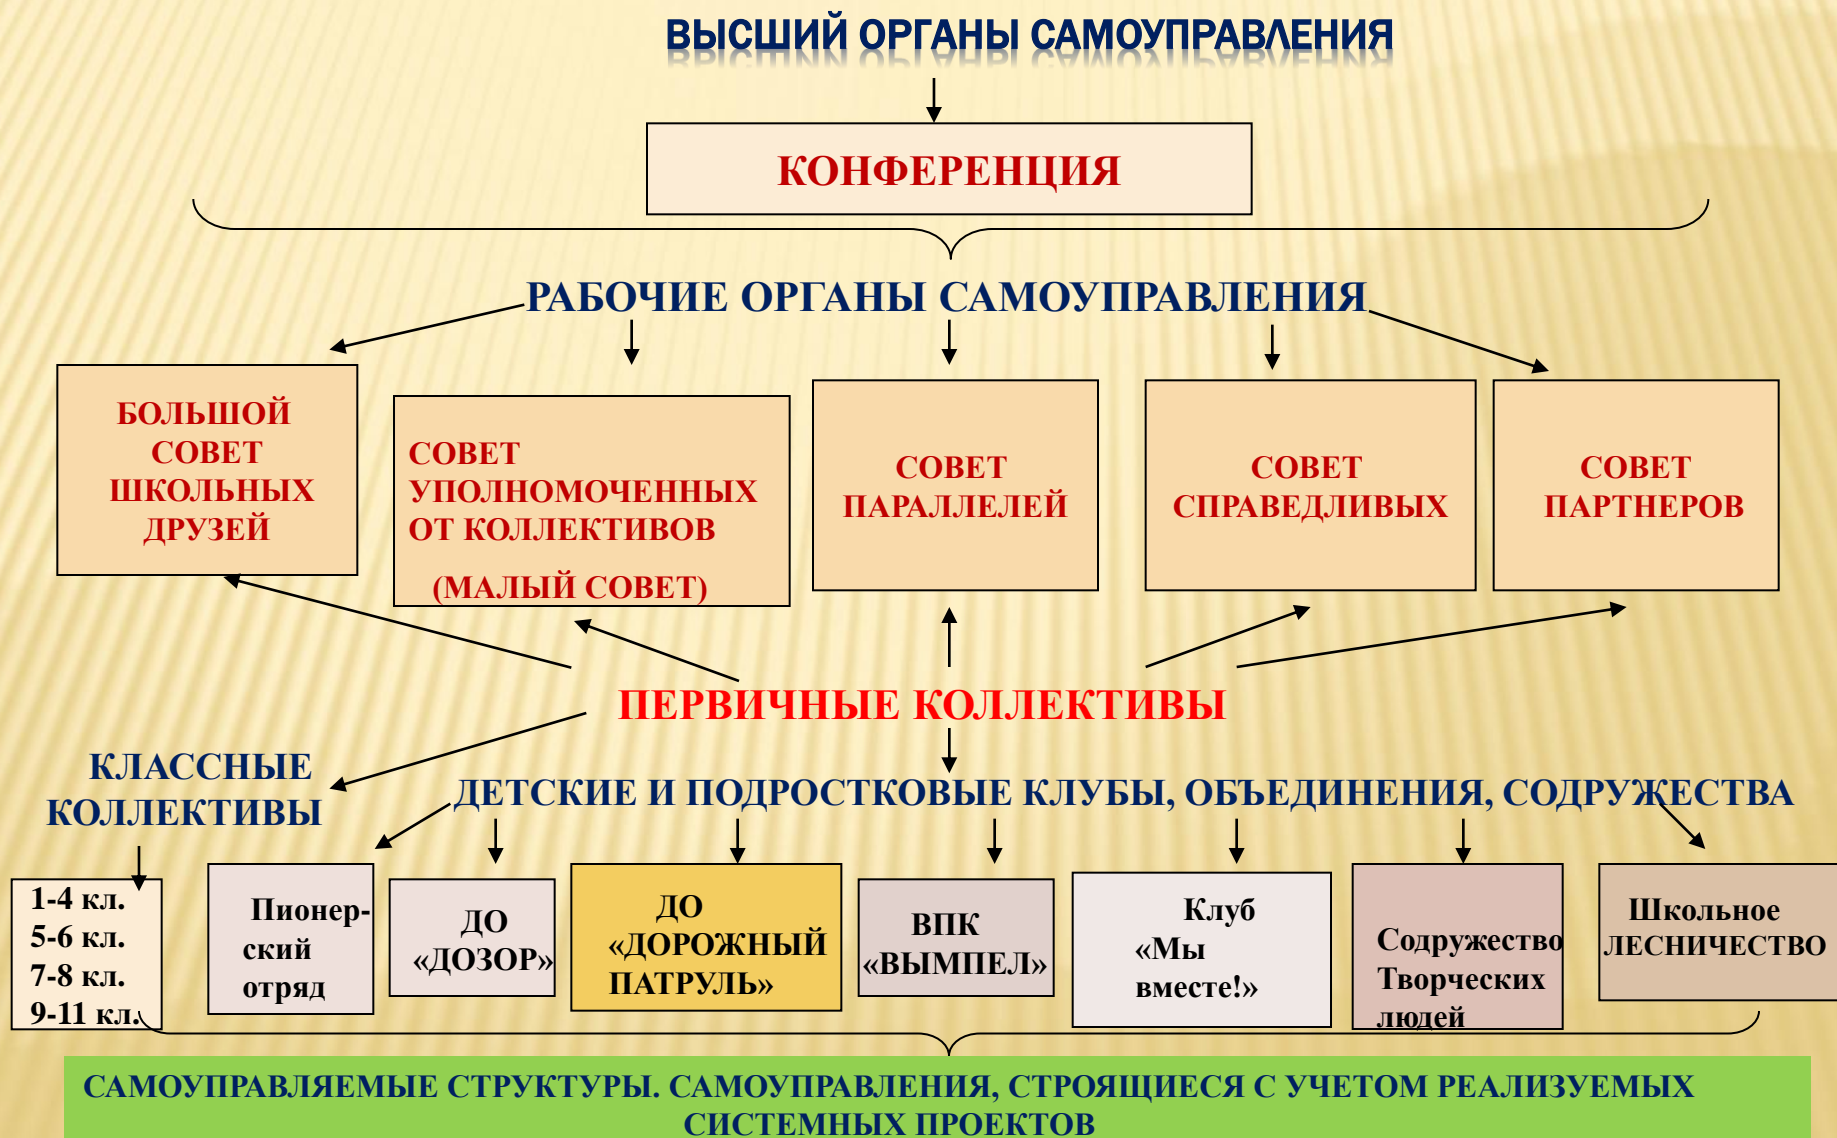 ВЫСШИЙ ОРГАНЫ САМОУПРАВЛЕНИЯ
КОНФЕРЕНЦИЯ
РАБОЧИЕ ОРГАНЫ САМОУПРАВЛЕНИЯ
БОЛЬШОЙ
СОВЕТ
ШКОЛЬНЫХ
ДРУЗЕЙ
СОВЕТ
УПОЛНОМОЧЕННЫХ
ОТ КОЛЛЕКТИВОВ
(МАЛЫЙ СОВЕТ)
СОВЕТ
ПАРАЛЛЕЛЕЙ
СОВЕТ
СПРАВЕДЛИВЫХ
СОВЕТ
ПАРТНЕРОВ
ПЕРВИЧНЫЕ КОЛЛЕКТИВЫ
КЛАССНЫЕ
КОЛЛЕКТИВЫ
ДЕТСКИЕ И ПОДРОСТКОВЫЕ КЛУБЫ, ОБЪЕДИНЕНИЯ, СОДРУЖЕСТВА
1-4 кл.
5-6 кл.
7-8 кл.
9-11 кл.
Пионер-
ский
отряд
ДО
«ДОЗОР»
ДО
«ДОРОЖНЫЙ
ПАТРУЛЬ»
ВПК
«ВЫМПЕЛ»
Клуб
«Мы
вместе!»
Содружество
Творческих
людей
Школьное
ЛЕСНИЧЕСТВО
САМОУПРАВЛЯЕМЫЕ СТРУКТУРЫ. САМОУПРАВЛЕНИЯ, СТРОЯЩИЕСЯ С УЧЕТОМ РЕАЛИЗУЕМЫХ
СИСТЕМНЫХ ПРОЕКТОВ